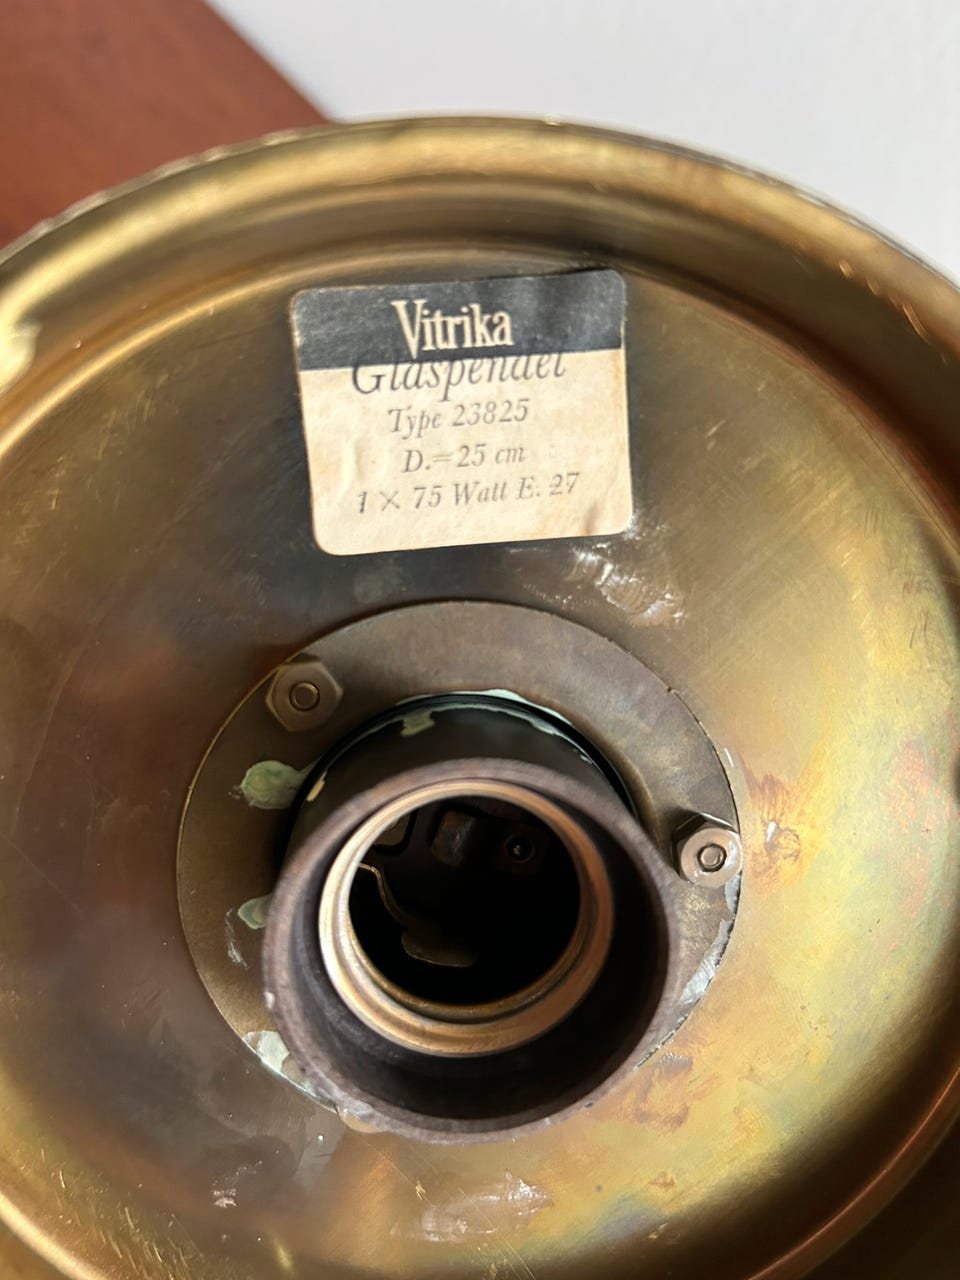 Vitrika
Glaspendel
Type 23825
D.=25 cm
1 × 75 Watt E. 27